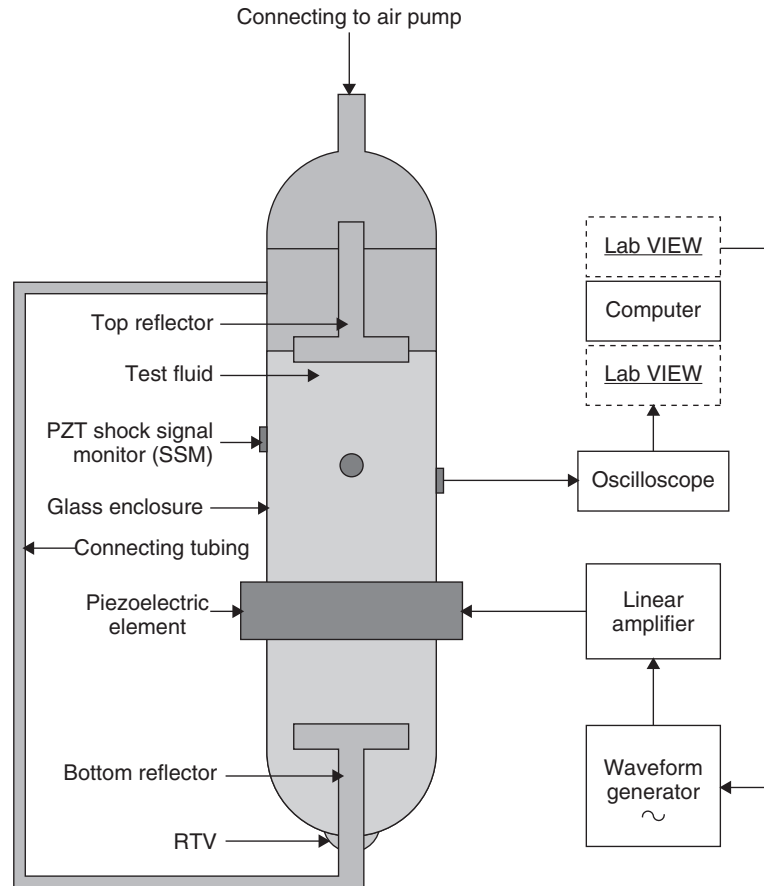 Connecting to air pump
Lab VIEW
Computer
Lab VIEW
Top reflector
Test fluid
PZT shock signal
monitor (SSM)
Oscilloscope
Glass enclosure
Connecting tubing
Piezoelectric
element
Linear
amplifier
Bottom reflector
Waveform
generator
RTV